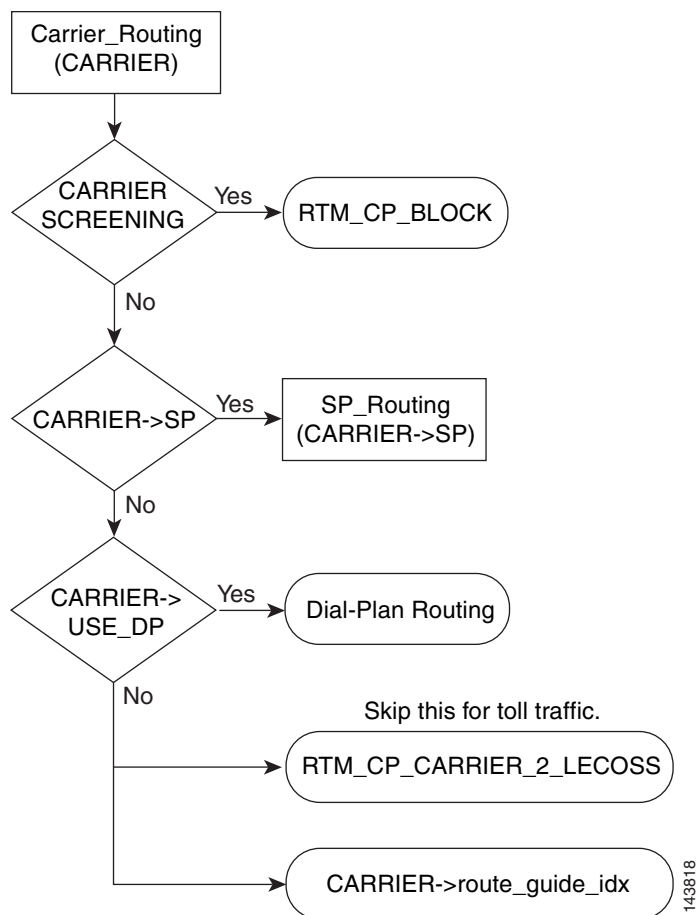 Carrier_Routing
(CARRIER)
CARRIER
SCREENING
Yes
RTM_CP_BLOCK
No
CARRIER->SP
Yes
SP_Routing
(CARRIER->SP)
No
CARRIER->
USE_DP
Yes
Dial-Plan Routing
No
Skip this for toll traffic.
RTM_CP_CARRIER_2_LECOSS
CARRIER->route_guide_idx
143818